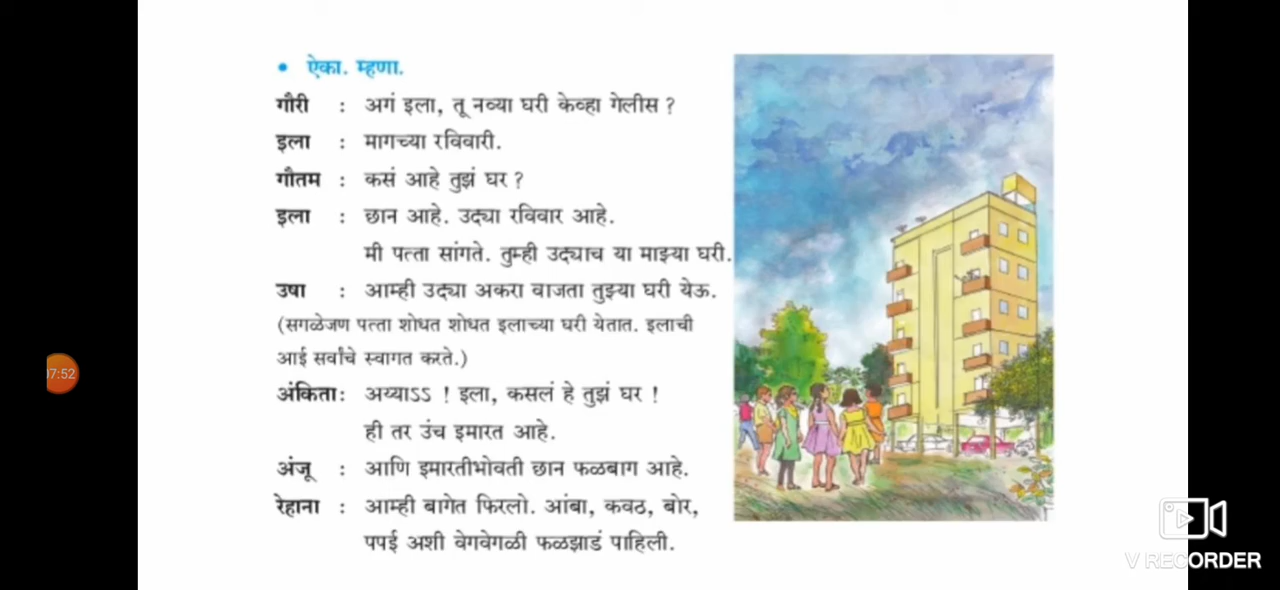 • ऐका. म्हणा.
गौरी : अगं इला, तू नव्या घरी केव्हा गेलीस ?
इला : मागच्या रविवारी.
गौतम : कसं आहे तुझं घर ?
इला : छान आहे. उद्या रविवार आहे.
मी पत्ता सांगते. तुम्ही उद्याच या माझ्या घरी.
उषा : आम्ही उद्या अकरा वाजता तुझ्या घरी येऊ.
(सगळेजण पत्ता शोधत शोधत इलाच्या घरी येतात. इलाची
आई सर्वांचे स्वागत करते.)
अंकिता : अय्याऽऽ ! इला, कसलं हे तुझं घर !
ही तर उंच इमारत आहे.
अंजू : आणि इमारतीभोवती छान फळबाग आहे.
रेहाना : आम्ही बागेत फिरलो. आंबा, कवठ, बोर,
पपई अशी वेगवेगळी फळझाडं पाहिली.
V RECORDER